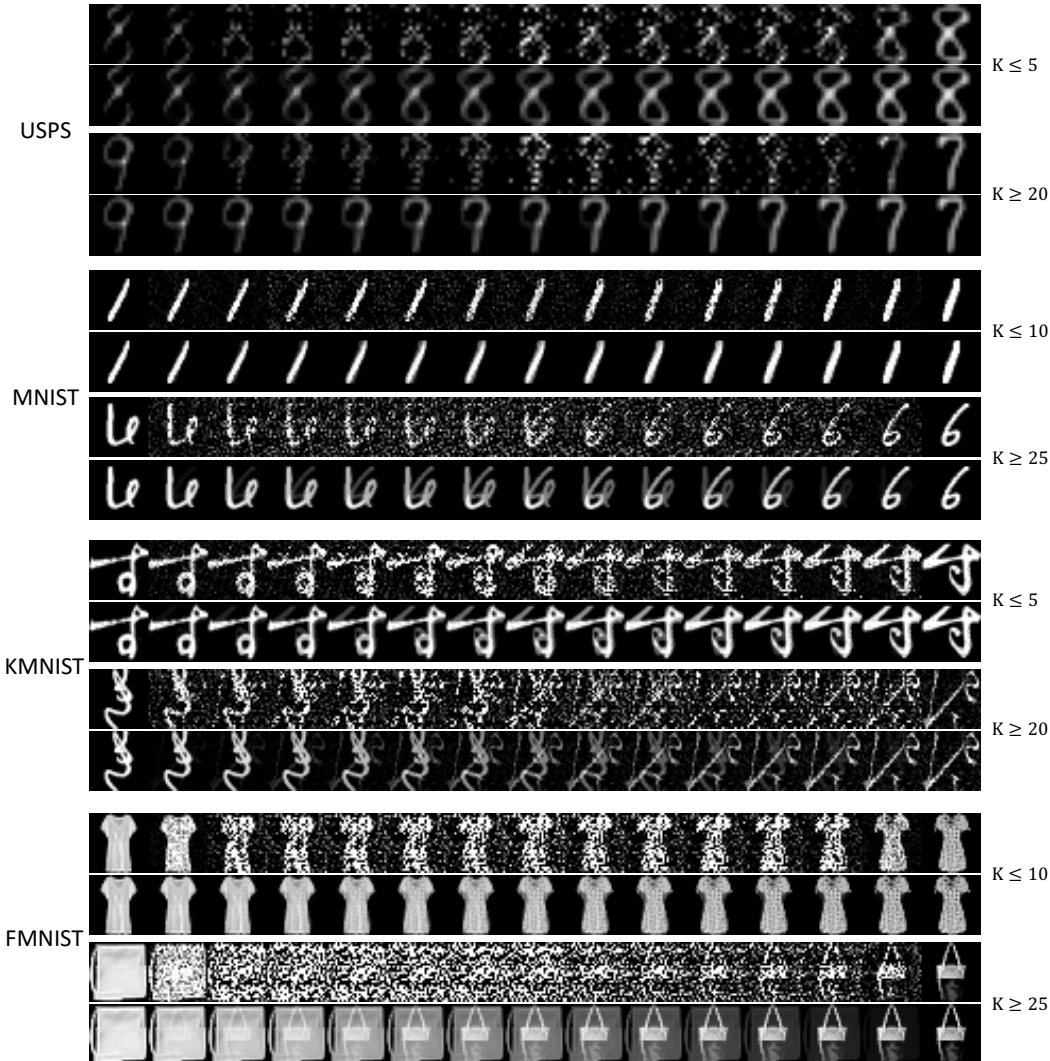 USPS
K ≤ 5
K ≥ 20
MNIST
K ≤ 10
K ≥ 25
KMNIST
K ≤ 5
K ≥ 20
FMNIST
K ≤ 10
K ≥ 25